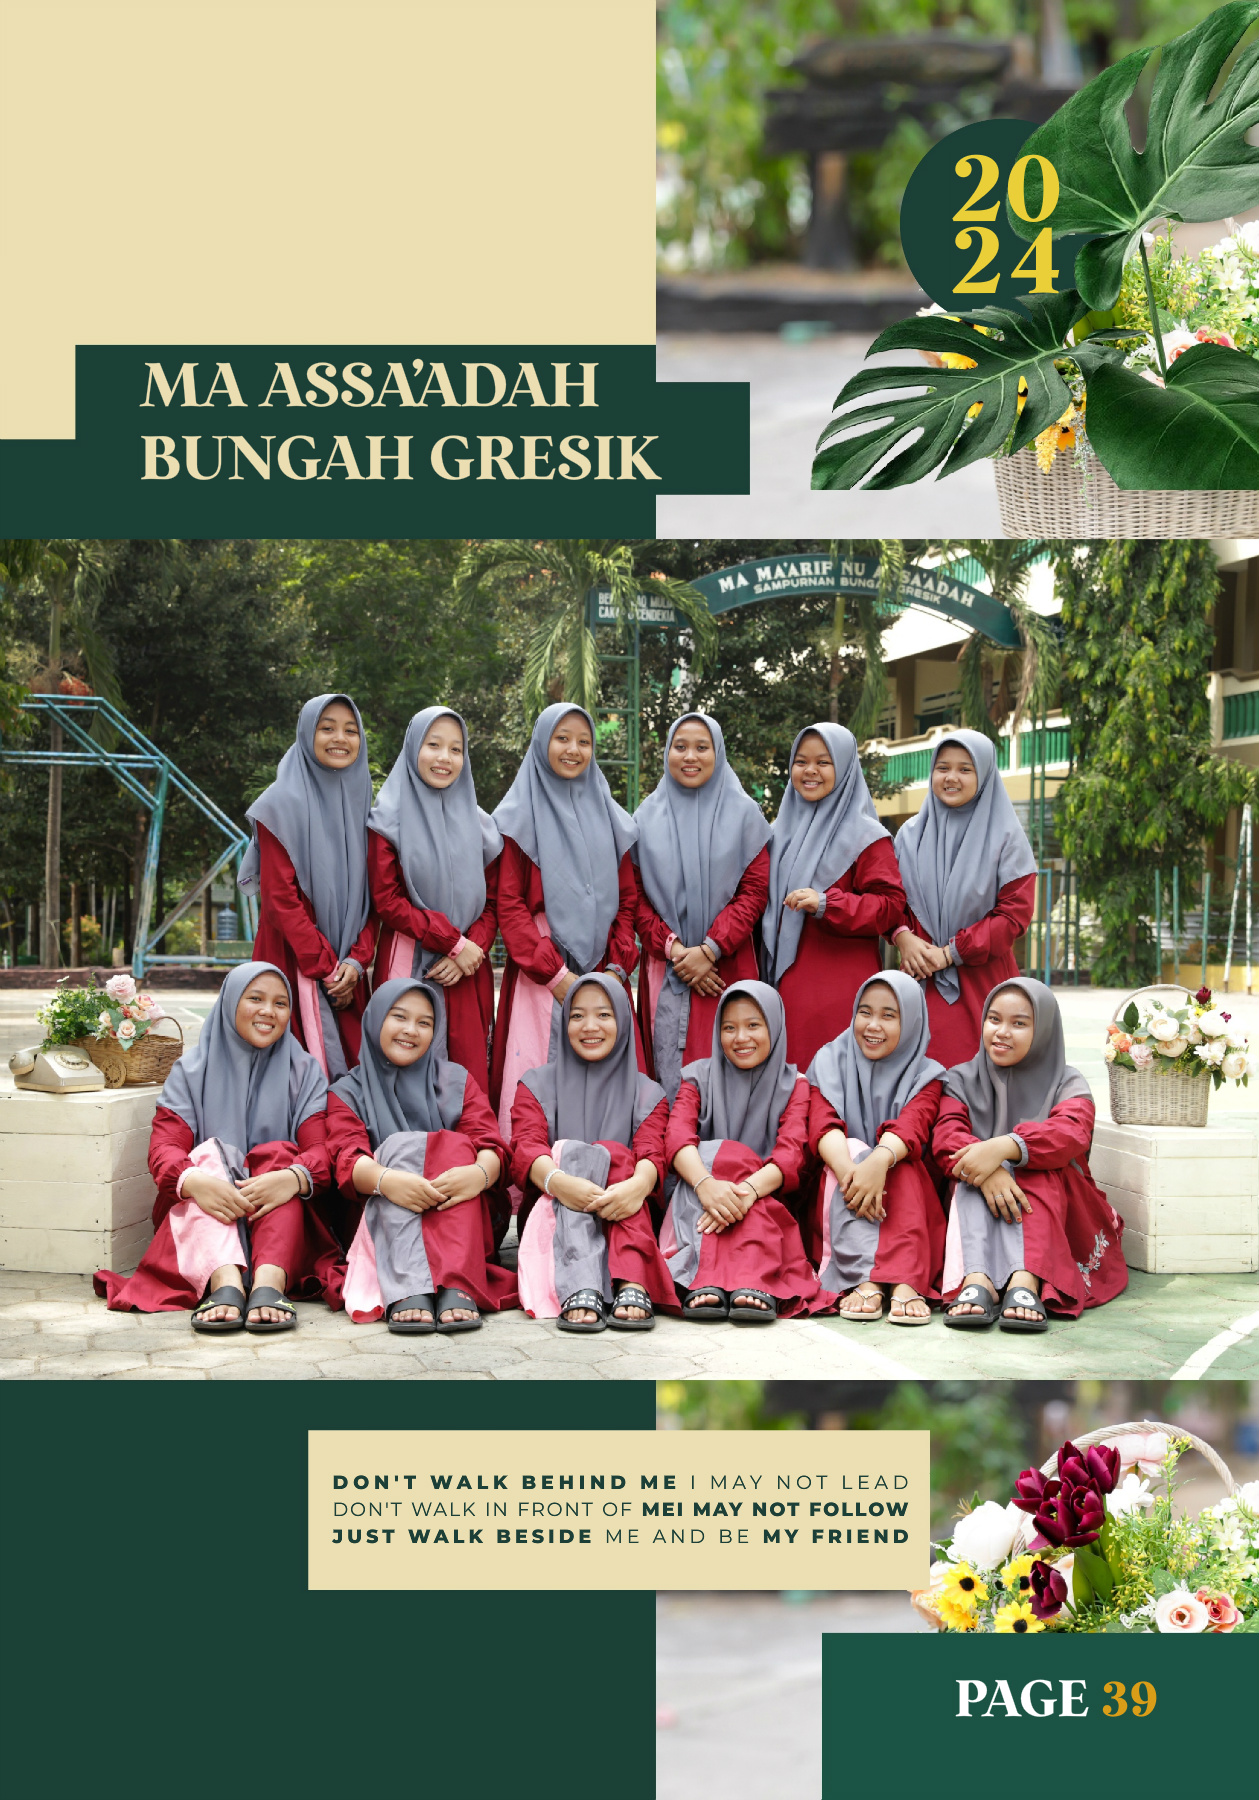 20
24
MA ASSA'ADAH
BUNGAH GRESIK
MA MA'ARIF NU ASSA'ADAH
SAMPURNAN BUNGAH GRESIK
DON'T WALK BEHIND ME I MAY NOT LEAD
DON'T WALK IN FRONT OF MEI MAY NOT FOLLOW
JUST WALK BESIDE ME AND BE MY FRIEND
PAGE 39